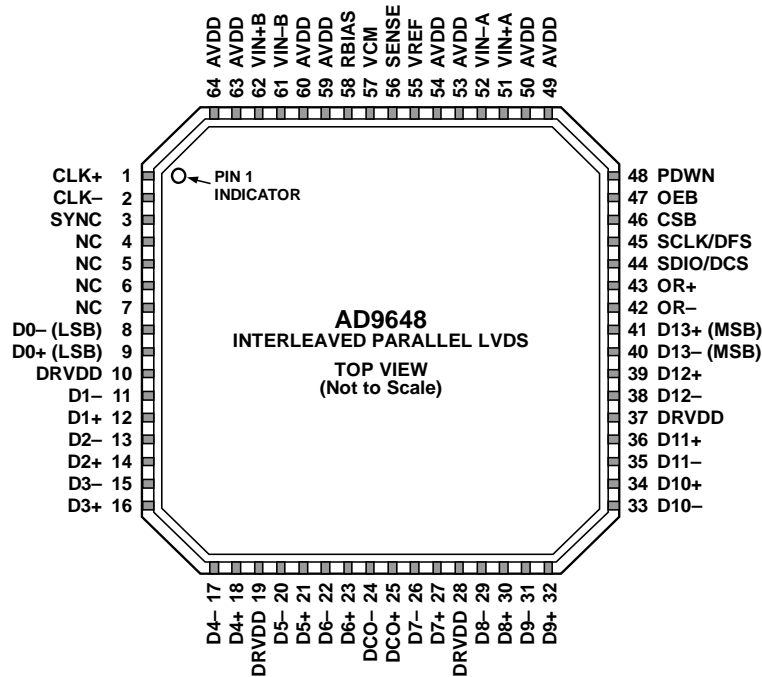 64 AVDD
63 AVDD
62 VIN+B
61 VIN–B
60 AVDD
59 AVDD
58 RBIAS
57 VCM
56 SENSE
55 VREF
54 AVDD
53 AVDD
52 VIN–A
51 VIN+A
50 AVDD
49 AVDD
CLK+ 1
CLK– 2
SYNC 3
NC 4
NC 5
NC 6
NC 7
D0– (LSB) 8
D0+ (LSB) 9
DRVDD 10
D1– 11
D1+ 12
D2– 13
D2+ 14
D3– 15
D3+ 16
PIN 1
INDICATOR
AD9648
INTERLEAVED PARALLEL LVDS
TOP VIEW
(Not to Scale)
48 PDWN
47 OEB
46 CSB
45 SCLK/DFS
44 SDIO/DCS
43 OR+
42 OR–
41 D13+ (MSB)
40 D13– (MSB)
39 D12+
38 D12–
37 DRVDD
36 D11+
35 D11–
34 D10+
33 D10–
D4– 17
D4+ 18
DRVDD 19
D5– 20
D5+ 21
D6– 22
D6+ 23
DCO– 24
DCO+ 25
D7– 26
D7+ 27
DRVDD 28
D8– 29
D8+ 30
D9– 31
D9+ 32